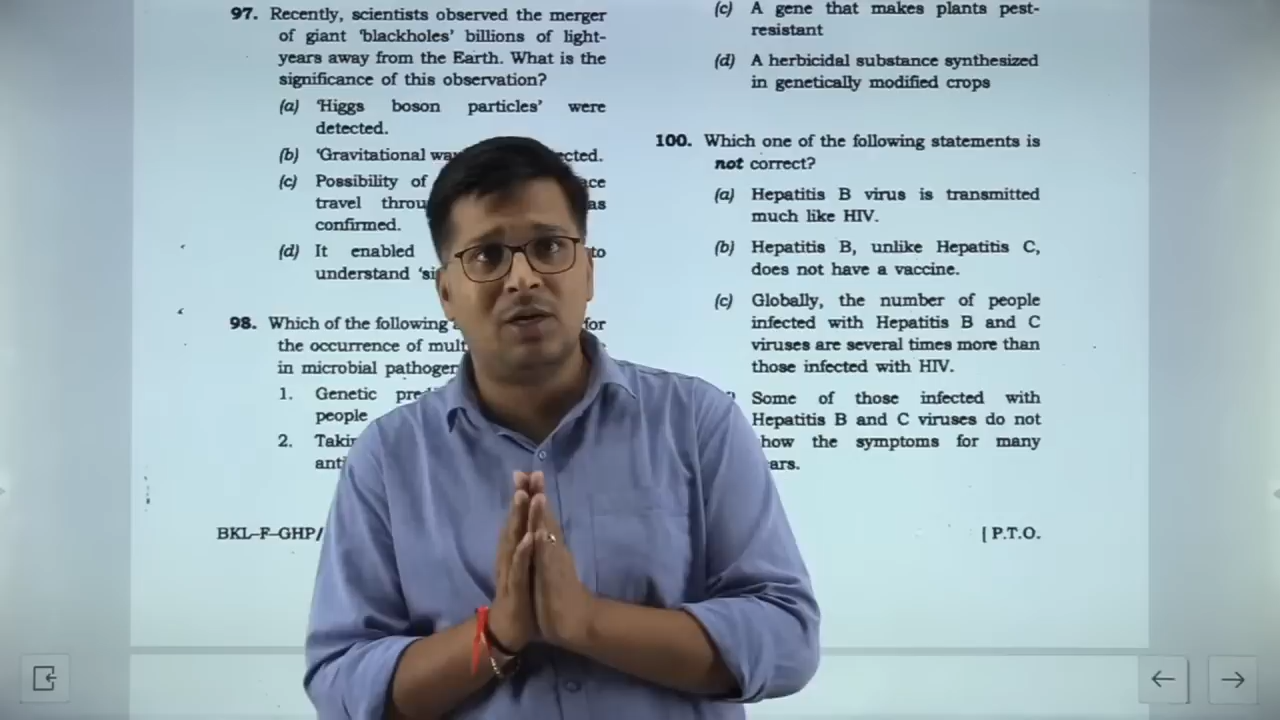 97. Recently, scientists observed the merger
of giant 'blackholes' billions of light-
years away from the Earth. What is the
significance of this observation?
(a) 'Higgs boson particles' were
detected.
(b) 'Gravitational
(c) Possibility of
travel
confirmed.
(d) It enabled to
understand
98. Which of the following for
the occurrence of
in microbial
1. Genetic
people
2.
BKL-F-GHP/
(c) A gene that makes plants pest-
resistant
(d) A herbicidal substance synthesized
in genetically modified crops
100. Which one of the following statements is
not correct?
(a) Hepatitis B virus is transmitted
much like HIV.
(b) Hepatitis B, unlike Hepatitis C,
does not have a vaccine.
(c) Globally, the number of people
infected with Hepatitis B and C
viruses are several times more than
those infected with HIV.
Some of those infected with
Hepatitis B and C viruses do not
the symptoms for many
[ P.T.O.